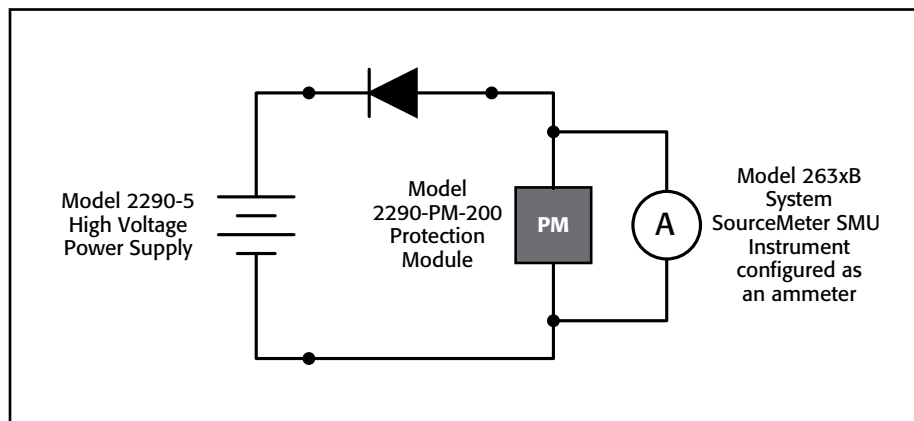 Model 2290-5
High Voltage
Power Supply
Model
2290-PM-200
Protection
Module
PM
A
Model 263xB
System
SourceMeter SMU
Instrument
configured as
an ammeter